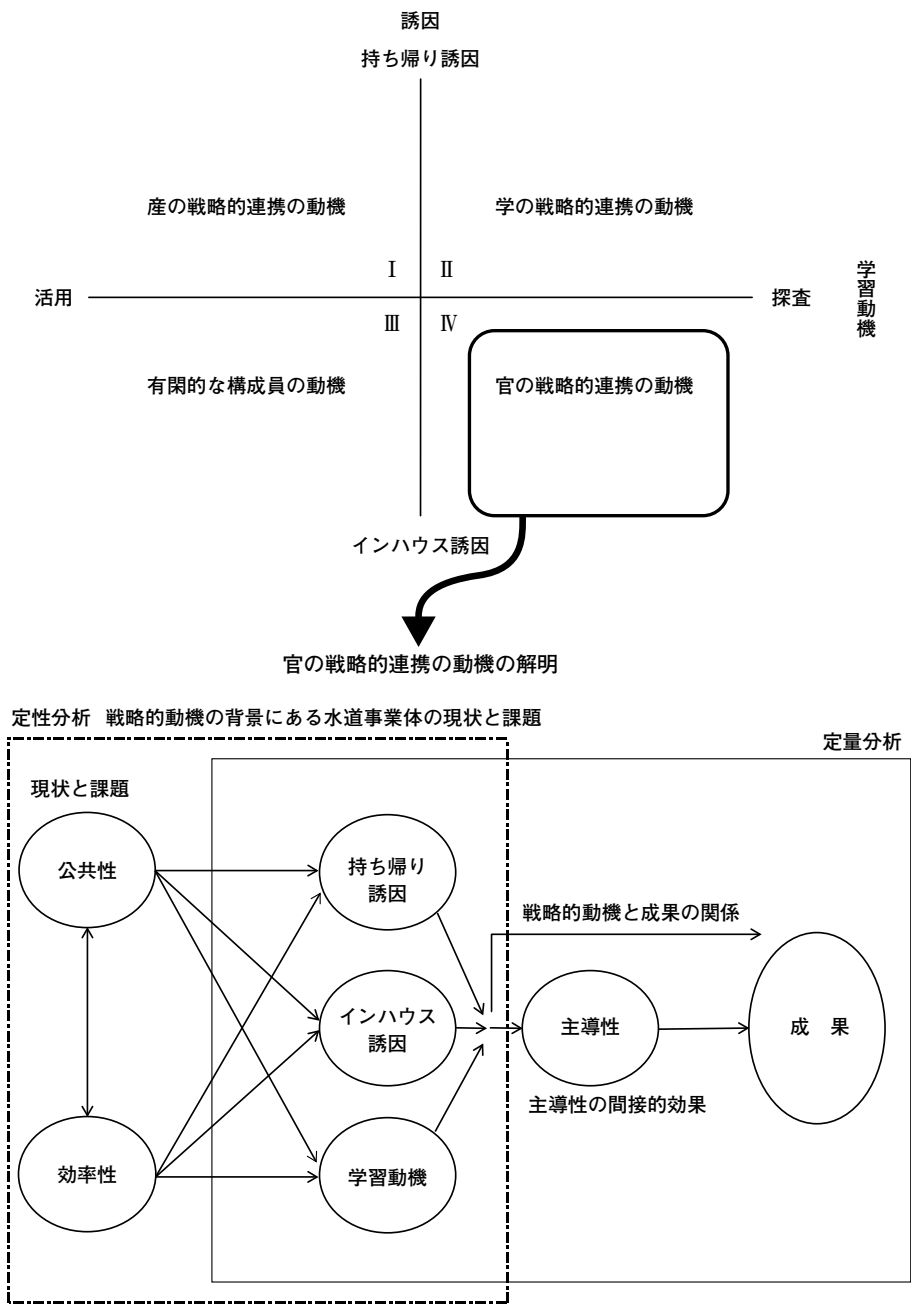 誘因
持ち帰り誘因
産の戦略的連携の動機
学の戦略的連携の動機
Ⅰ
Ⅱ
活用
探査
学習動機
Ⅲ
Ⅳ
有閑的な構成員の動機
官の戦略的連携の動機
インハウス誘因
官の戦略的連携の動機の解明
定性分析 戦略的動機の背景にある水道事業体の現状と課題
定量分析
現状と課題
公共性
持ち帰り
誘因
戦略的動機と成果の関係
インハウス
誘因
主導性
成 果
主導性の間接的効果
効率性
学習動機